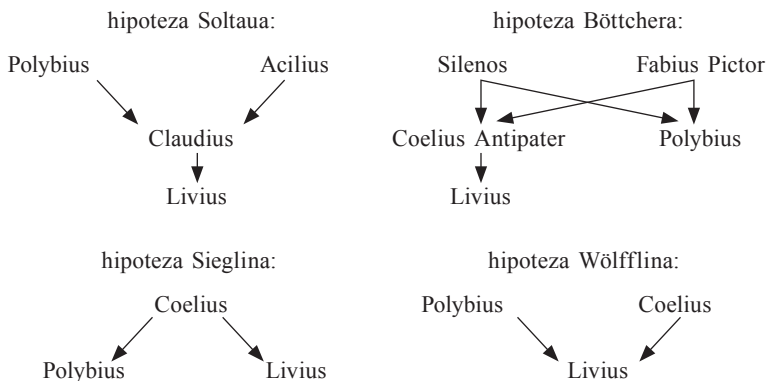 hipoteza Soltaua:
Polybius Acilius
Claudius
Livius
hipoteza Böttchera:
Silenos Fabius Pictor
Coelius Antipater Polybius
Livius
hipoteza Sieglina:
Coelius
Polybius Livius
hipoteza Wölfflina:
Polybius Coelius
Livius